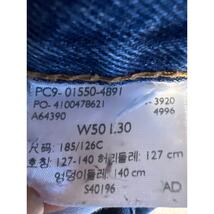 PC9- 01550-4891
PO- 4100478621 3920
A64390 4996
W50 L30
尺码: 185/126C
호칭: 127-140 허리둘레: 127 cm
엉덩이둘레: 140 cm
S40196 AD